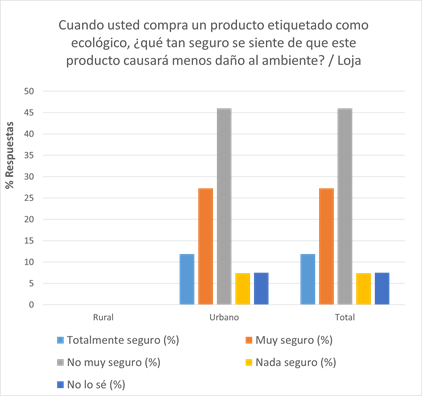 Cuando usted compra un producto etiquetado como
ecológico, ¿qué tan seguro se siente de que este
producto causará menos daño al ambiente? / Loja
% Respuestas
50
45
40
35
30
25
20
15
10
5
0
Rural Urbano Total
Totalmente seguro (%) Muy seguro (%)
No muy seguro (%) Nada seguro (%)
No lo sé (%)